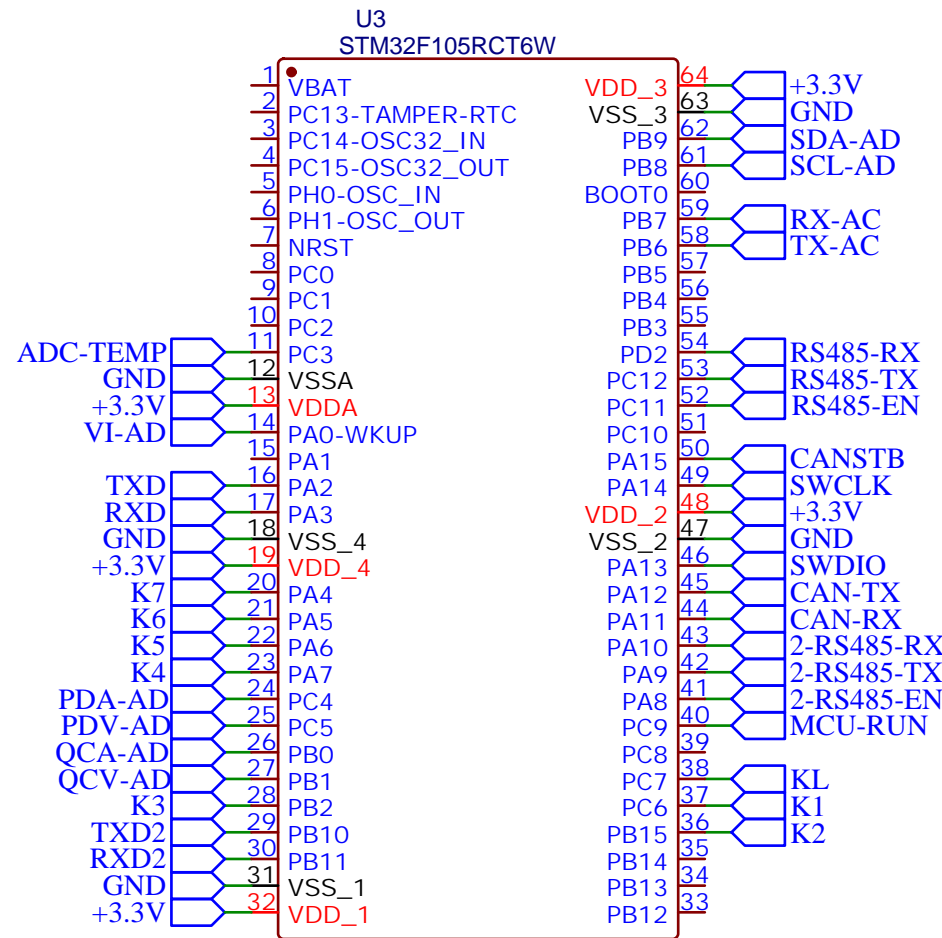 U3
STM32F105RCT6W
1 VBAT
2 PC13-TAMPER-RTC
3 PC14-OSC32_IN
4 PC15-OSC32_OUT
5 PH0-OSC_IN
6 PH1-OSC_OUT
7 NRST
8 PC0
9 PC1
10 PC2
ADC-TEMP 11 PC3
GND 12 VSSA
+3.3V 13 VDDA
VI-AD 14 PA0-WKUP
15 PA1
TXD 16 PA2
RXD 17 PA3
GND 18 VSS_4
+3.3V 19 VDD_4
K7 20 PA4
K6 21 PA5
K5 22 PA6
K4 23 PA7
PDA-AD 24 PC4
PDV-AD 25 PC5
QCA-AD 26 PB0
QCV-AD 27 PB1
K3 28 PB2
TXD2 29 PB10
RXD2 30 PB11
GND 31 VSS_1
+3.3V 32 VDD_1
VDD_3 64 +3.3V
VSS_3 63 GND
PB9 62 SDA-AD
PB8 61 SCL-AD
BOOT0 60
PB7 59 RX-AC
PB6 58 TX-AC
PB5 57
PB4 56
PB3 55
PD2 54 RS485-RX
PC12 53 RS485-TX
PC11 52 RS485-EN
PC10 51
PA15 50 CANSTB
PA14 49 SWCLK
VDD_2 48 +3.3V
VSS_2 47 GND
PA13 46 SWDIO
PA12 45 CAN-TX
PA11 44 CAN-RX
PA10 43 2-RS485-RX
PA9 42 2-RS485-TX
PA8 41 2-RS485-EN
PC9 40 MCU-RUN
PC8 39
PC7 38 KL
PC6 37 K1
PB15 36 K2
PB14 35
PB13 34
PB12 33